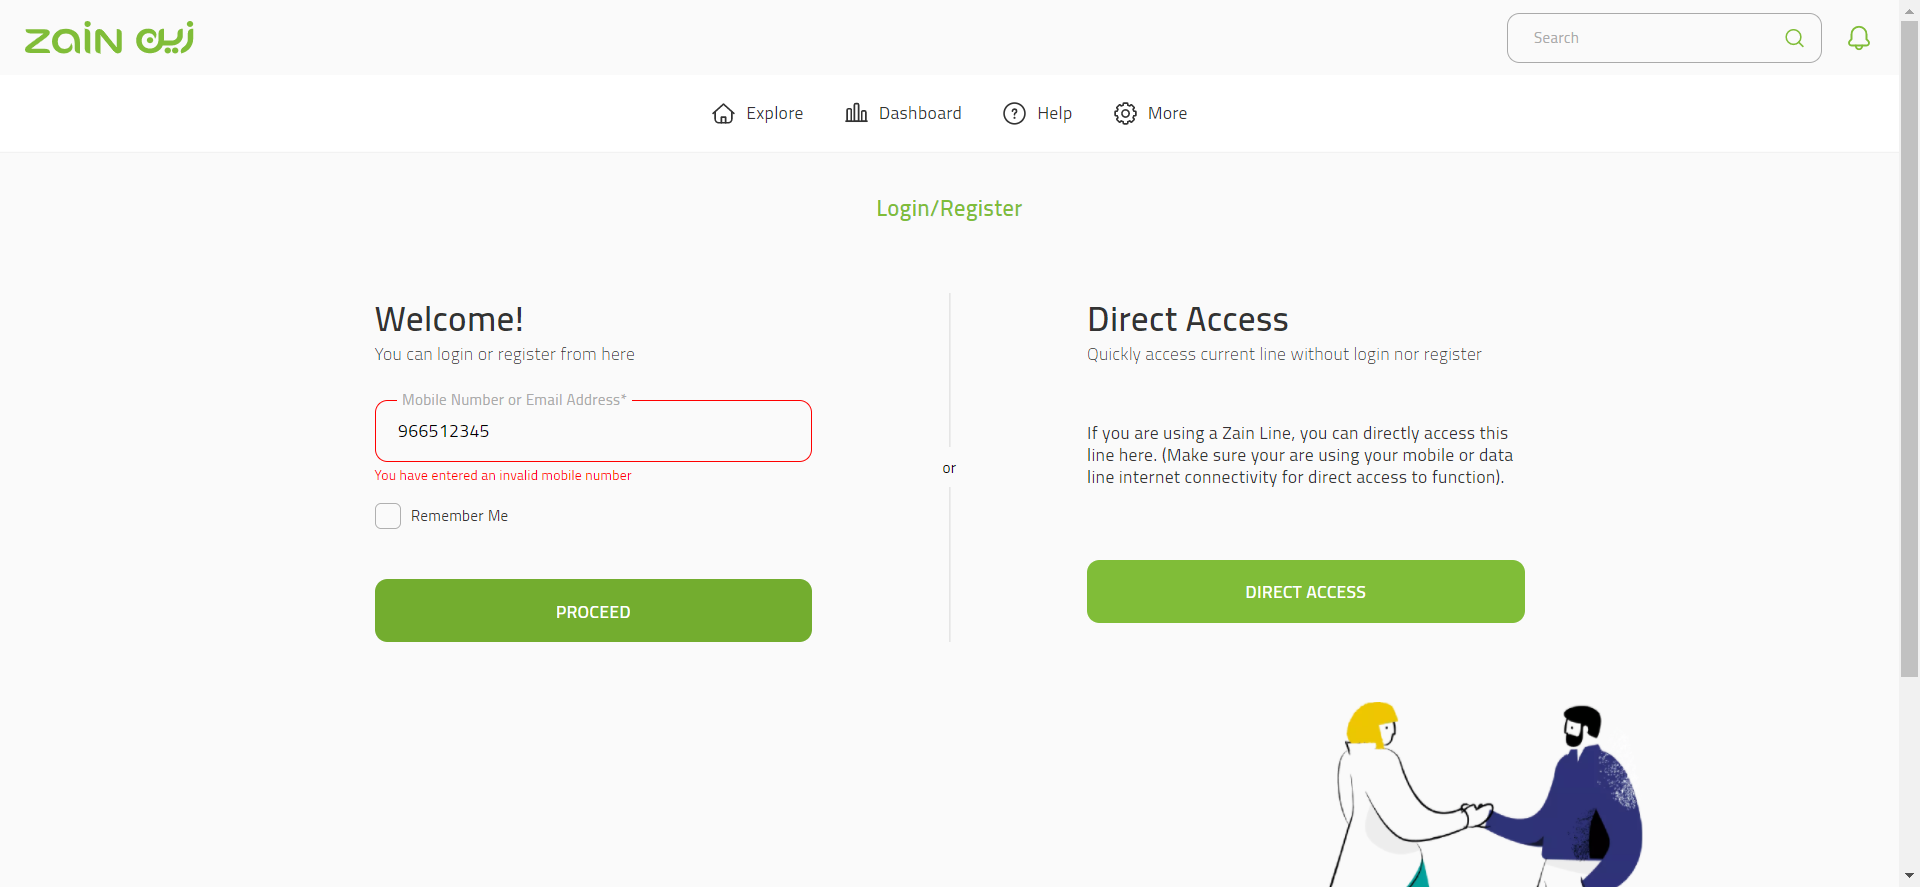 zain زين
Search
Explore
Dashboard
Help
More
Login/Register
Welcome!
You can login or register from here
Mobile Number or Email Address*
966512345
You have entered an invalid mobile number
Remember Me
PROCEED
or
Direct Access
Quickly access current line without login nor register
If you are using a Zain Line, you can directly access this
line here. (Make sure your are using your mobile or data
line internet connectivity for direct access to function).
DIRECT ACCESS